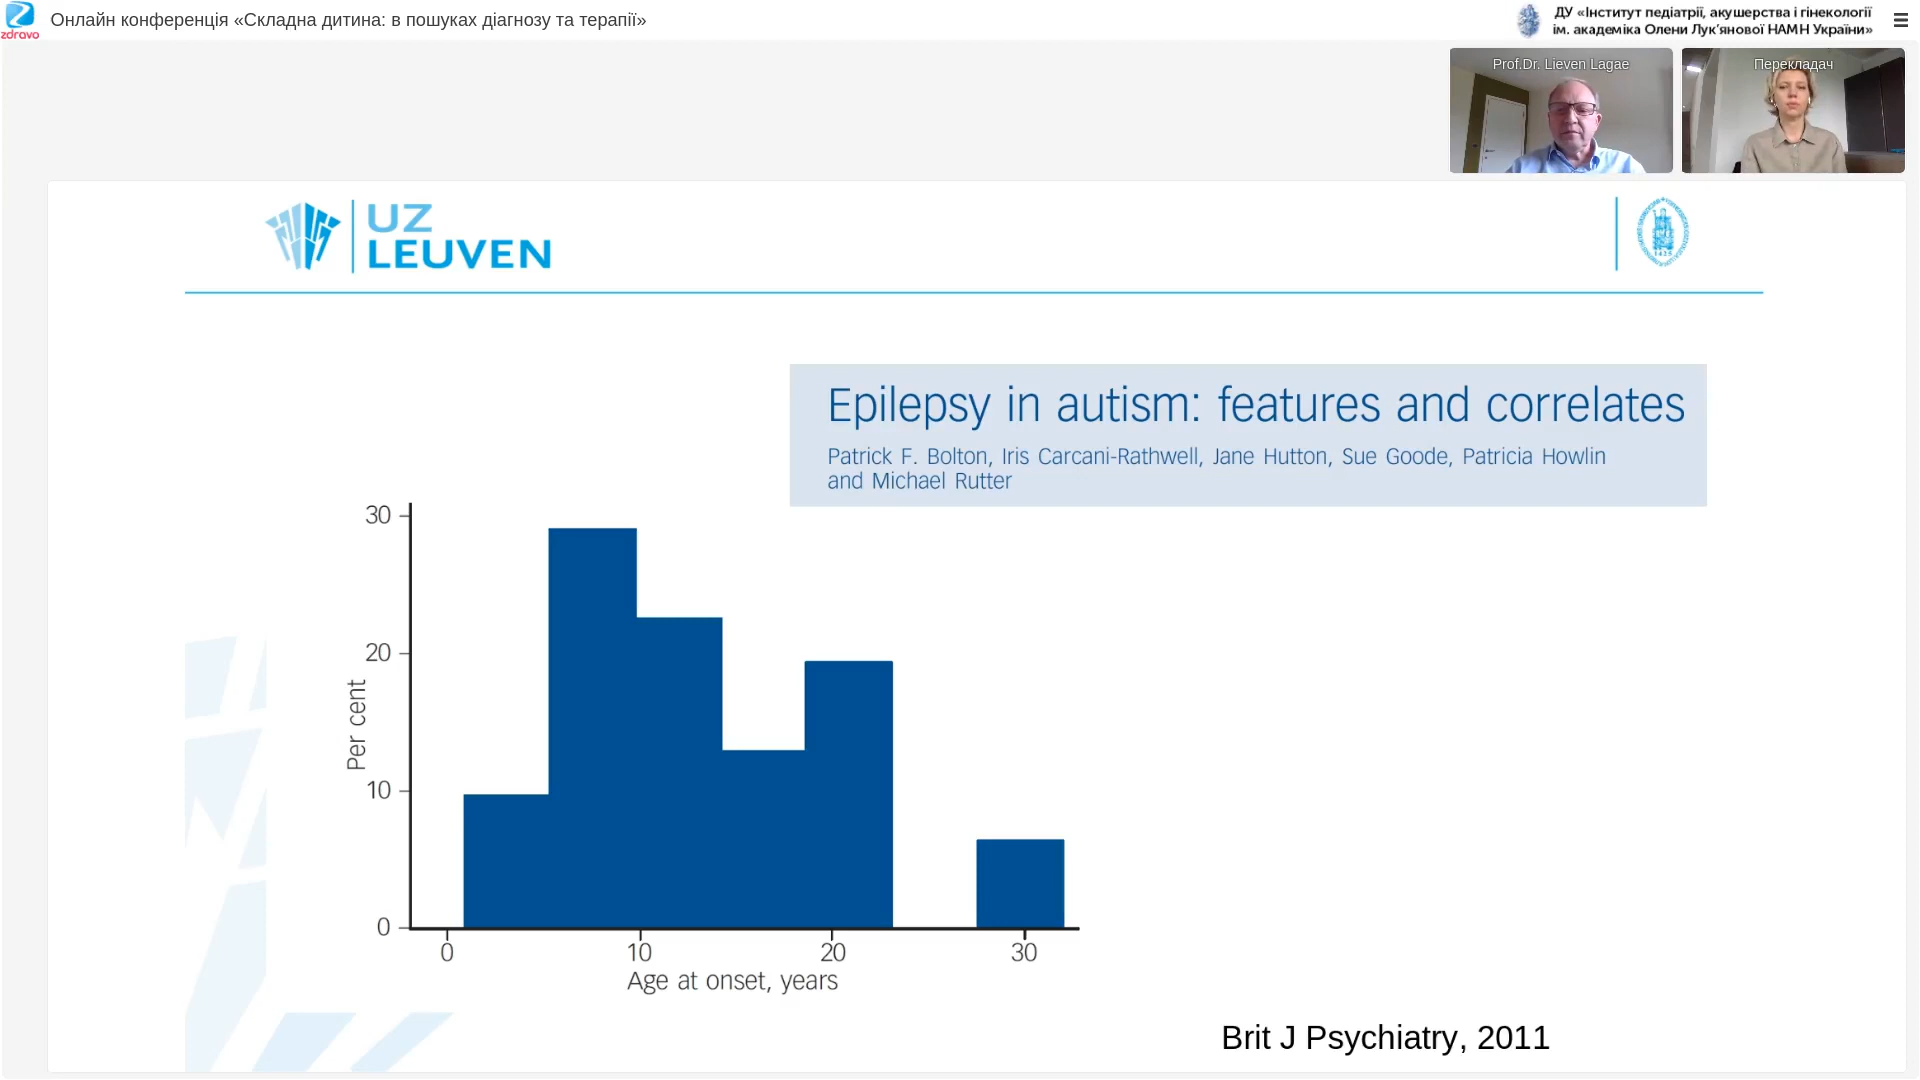 zdravo
Онлайн конференція «Складна дитина: в пошуках діагнозу та терапії»
ДУ «Інститут педіатрії, акушерства і гінекології
ім. академіка Олени Лук'янової НАМН України»
Prof.Dr. Lieven Lagae
Перекладач
UZ
LEUVEN
1425
Epilepsy in autism: features and correlates
Patrick F. Bolton, Iris Carcani-Rathwell, Jane Hutton, Sue Goode, Patricia Howlin
and Michael Rutter
30
20
10
0
Per cent
0 10 20 30
Age at onset, years
Brit J Psychiatry, 2011